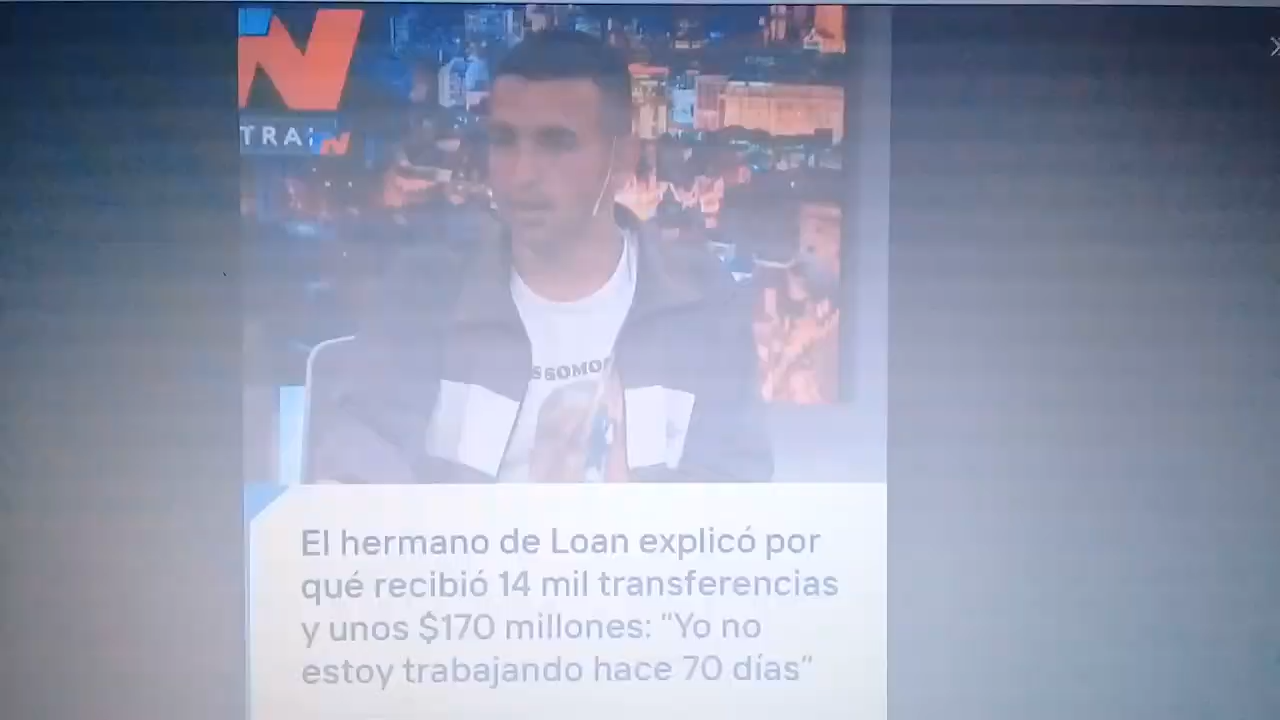 N
TRA
N
SSOMO
El hermano de Loan explicó por
qué recibió 14 mil transferencias
y unos $170 millones: "Yo no
estoy trabajando hace 70 días"